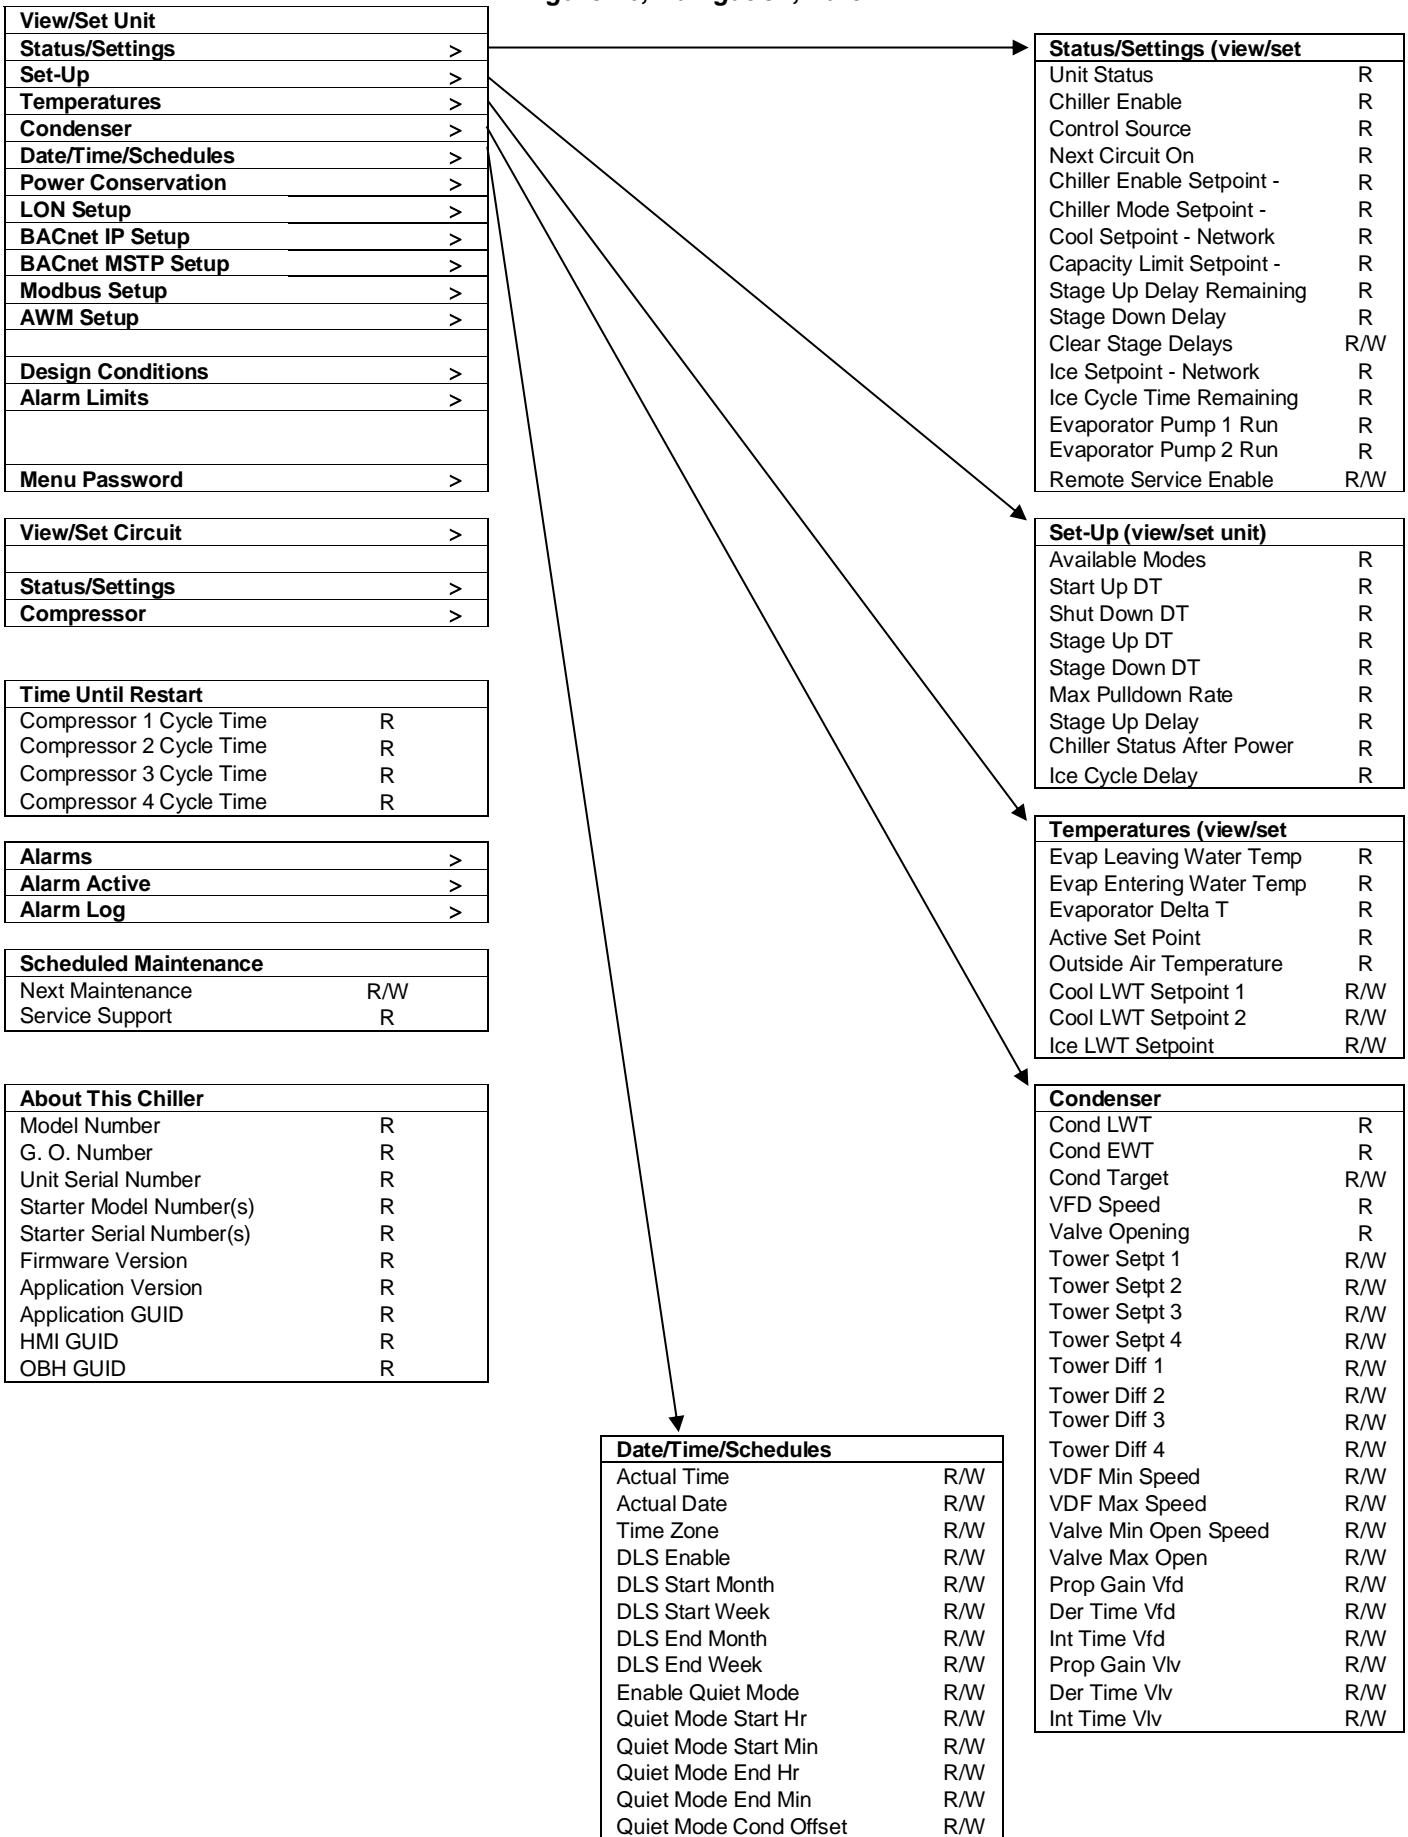 View/Set Unit
Status/Settings >
Set-Up >
Temperatures >
Condenser >
Date/Time/Schedules >
Power Conservation >
LON Setup >
BACnet IP Setup >
BACnet MSTP Setup >
Modbus Setup >
AWM Setup >
Design Conditions >
Alarm Limits >
Menu Password >
View/Set Circuit >
Status/Settings >
Compressor >
Time Until Restart
Compressor 1 Cycle Time R
Compressor 2 Cycle Time R
Compressor 3 Cycle Time R
Compressor 4 Cycle Time R
Alarms >
Alarm Active >
Alarm Log >
Scheduled Maintenance
Next Maintenance R/W
Service Support R
About This Chiller
Model Number R
G. O. Number R
Unit Serial Number R
Starter Model Number(s) R
Starter Serial Number(s) R
Firmware Version R
Application Version R
Application GUID R
HMI GUID R
OBH GUID R
Status/Settings (view/set
Unit Status R
Chiller Enable R
Control Source R
Next Circuit On R
Chiller Enable Setpoint - R
Chiller Mode Setpoint - R
Cool Setpoint - Network R
Capacity Limit Setpoint - R
Stage Up Delay Remaining R
Stage Down Delay R
Clear Stage Delays R/W
Ice Setpoint - Network R
Ice Cycle Time Remaining R
Evaporator Pump 1 Run R
Evaporator Pump 2 Run R
Remote Service Enable R/W
Set-Up (view/set unit)
Available Modes R
Start Up DT R
Shut Down DT R
Stage Up DT R
Stage Down DT R
Max Pulldown Rate R
Stage Up Delay R
Chiller Status After Power R
Ice Cycle Delay R
Temperatures (view/set
Evap Leaving Water Temp R
Evap Entering Water Temp R
Evaporator Delta T R
Active Set Point R
Outside Air Temperature R
Cool LWT Setpoint 1 R/W
Cool LWT Setpoint 2 R/W
Ice LWT Setpoint R/W
Condenser
Cond LWT R
Cond EWT R
Cond Target R/W
VFD Speed R
Valve Opening R
Tower Setpt 1 R/W
Tower Setpt 2 R/W
Tower Setpt 3 R/W
Tower Setpt 4 R/W
Tower Diff 1 R/W
Tower Diff 2 R/W
Tower Diff 3 R/W
Tower Diff 4 R/W
VDF Min Speed R/W
VDF Max Speed R/W
Valve Min Open Speed R/W
Valve Max Open R/W
Prop Gain Vfd R/W
Der Time Vfd R/W
Int Time Vfd R/W
Prop Gain Vlv R/W
Der Time Vlv R/W
Int Time Vlv R/W
Date/Time/Schedules
Actual Time R/W
Actual Date R/W
Time Zone R/W
DLS Enable R/W
DLS Start Month R/W
DLS Start Week R/W
DLS End Month R/W
DLS End Week R/W
Enable Quiet Mode R/W
Quiet Mode Start Hr R/W
Quiet Mode Start Min R/W
Quiet Mode End Hr R/W
Quiet Mode End Min R/W
Quiet Mode Cond Offset R/W